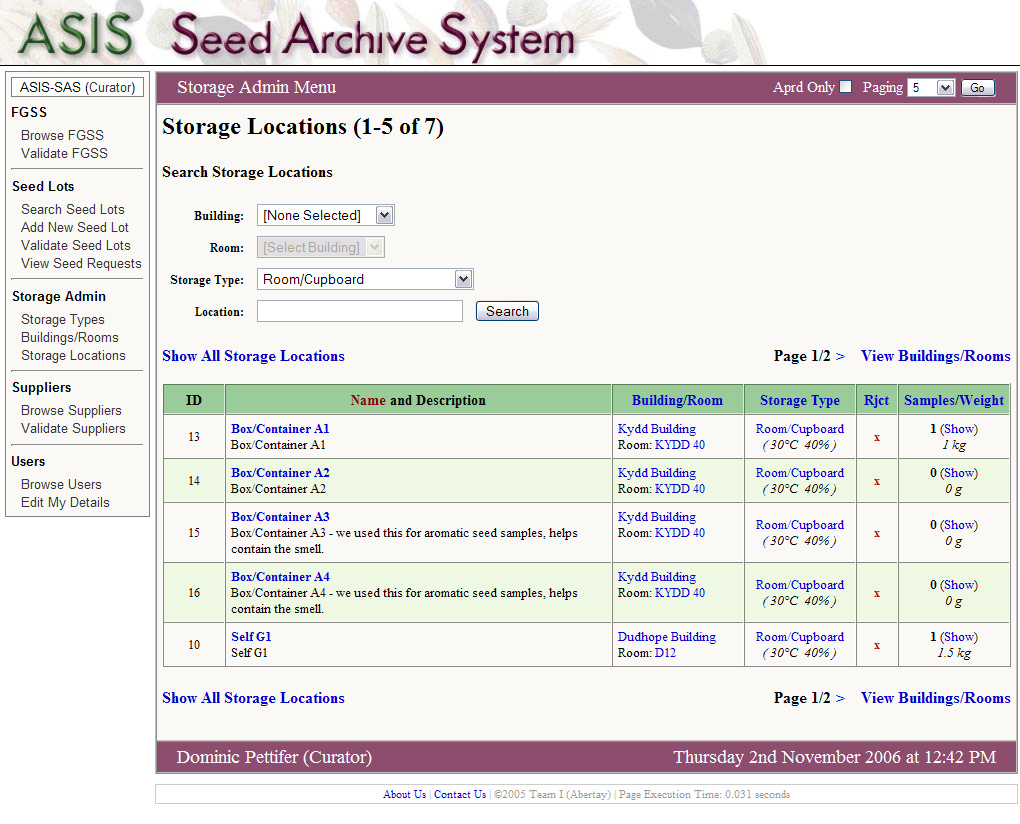 ASIS Seed Archive System
ASIS-SAS (Curator)
FGSS
Browse FGSS
Validate FGSS
Seed Lots
Search Seed Lots
Add New Seed Lot
Validate Seed Lots
View Seed Requests
Storage Admin
Storage Types
Buildings/Rooms
Storage Locations
Suppliers
Browse Suppliers
Validate Suppliers
Users
Browse Users
Edit My Details
Storage Admin Menu Aprd Only Paging 5 Go
Storage Locations (1-5 of 7)
Search Storage Locations
Building: [None Selected]
Room: [Select Building]
Storage Type: Room/Cupboard
Location: Search
Show All Storage Locations Page 1/2 > View Buildings/Rooms
ID Name and Description Building/Room Storage Type Rjct Samples/Weight
13 Box/Container A1 Kydd Building Room/Cupboard x 1 (Show)
Box/Container A1 Room: KYDD 40 (30°C 40%) 1 kg
14 Box/Container A2 Kydd Building Room/Cupboard x 0 (Show)
Box/Container A2 Room: KYDD 40 (30°C 40%) 0 g
15 Box/Container A3 Kydd Building Room/Cupboard x 0 (Show)
Box/Container A3 - we used this for aromatic seed samples, helps Room: KYDD 40 (30°C 40%) 0 g
contain the smell.
16 Box/Container A4 Kydd Building Room/Cupboard x 0 (Show)
Box/Container A4 - we used this for aromatic seed samples, helps Room: KYDD 40 (30°C 40%) 0 g
contain the smell.
10 Self G1 Dudhope Building Room/Cupboard x 1 (Show)
Self G1 Room: D12 (30°C 40%) 1.5 kg
Show All Storage Locations Page 1/2 > View Buildings/Rooms
Dominic Pettifer (Curator) Thursday 2nd November 2006 at 12:42 PM
About Us | Contact Us | ©2005 Team I (Abertay) | Page Execution Time: 0.031 seconds